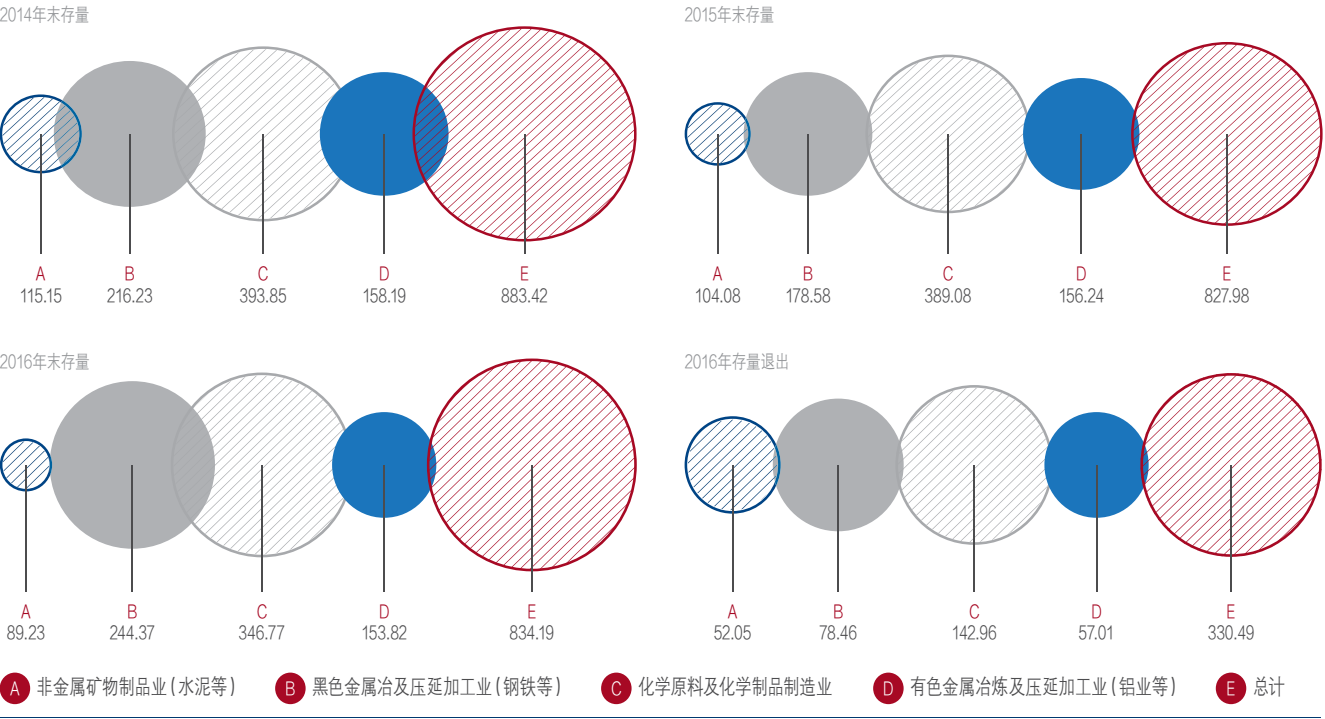 2014年末存量
A B C D E
115.15 216.23 393.85 158.19 883.42
2015年末存量
A B C D E
104.08 178.58 389.08 156.24 827.98
2016年末存量
A B C D E
89.23 244.37 346.77 153.82 834.19
2016年存量退出
A B C D E
52.05 78.46 142.96 57.01 330.49
A 非金属矿物制品业(水泥等) B 黑色金属冶及压延加工业(钢铁等) C 化学原料及化学制品制造业 D 有色金属冶炼及压延加工业(铝业等) E 总计